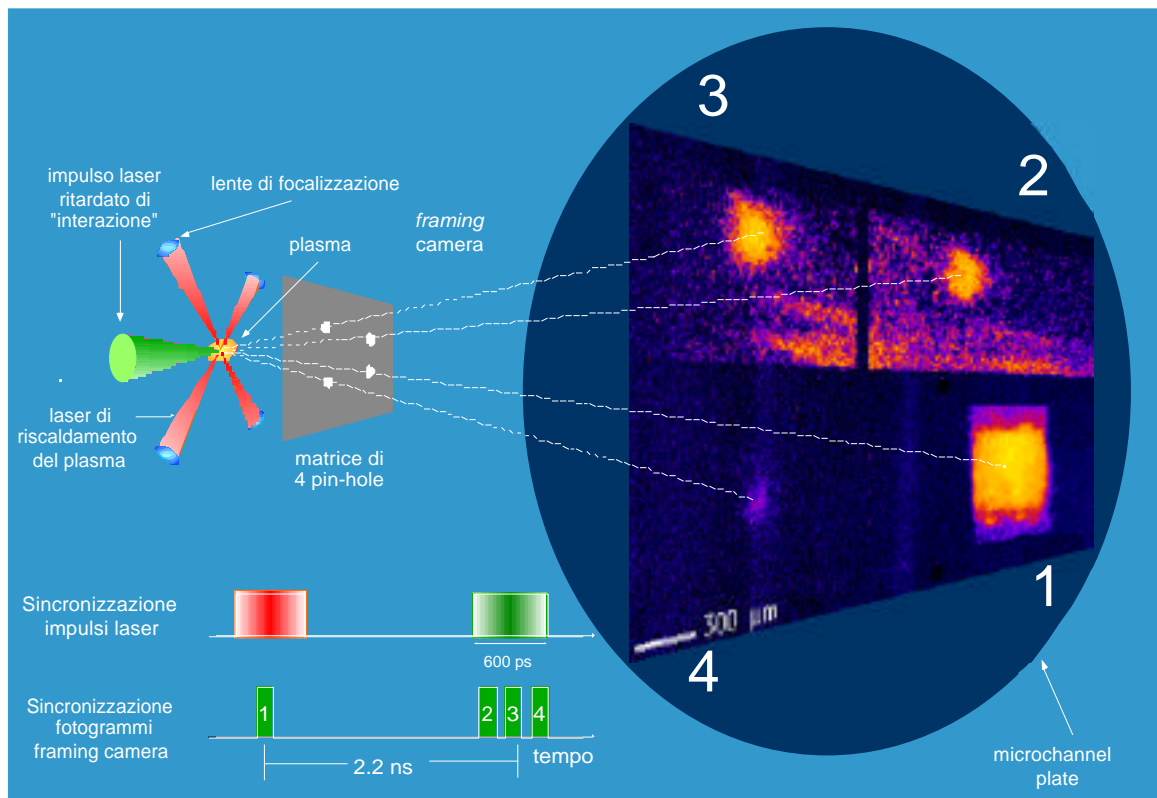 3
2
impulso laser
ritardato di
"interazione"
lente di focalizzazione
plasma
framing
camera
laser di
riscaldamento
del plasma
matrice di
4 pin-hole
1
300 µm
4
Sincronizzazione
impulsi laser
600 ps
Sincronizzazione
fotogrammi
framing camera
1
2
3
4
tempo
2.2 ns
microchannel
plate